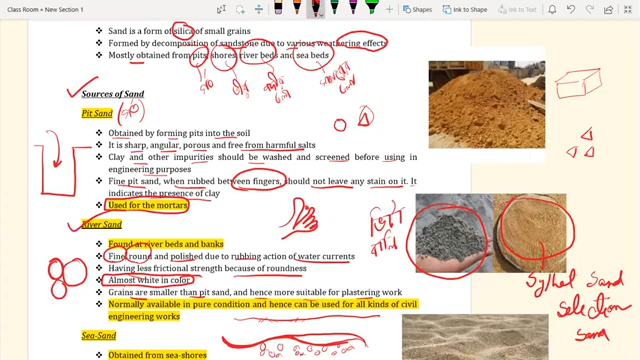 Class Room » New Section 1
Shapes
Ink to Shape
▪ Sand is a form of silica of small grains
▪ Formed by decomposition of sandstone due to various weathering effects
▪ Mostly obtained from pits, shores, river beds and sea beds
Sources of Sand
Pit Sand
▪ Obtained by forming pits into the soil
▪ It is sharp, angular, porous and free from harmful salts
▪ Clay and other impurities should be washed and screened before using in
engineering purposes
▪ Fine pit sand, when rubbed between fingers, should not leave any stain on it. It
indicates the presence of clay
▪ Used for the mortars
River Sand
▪ Found at river beds and banks
▪ Fine, round and polished due to rubbing action of water currents
▪ Having less frictional strength because of roundness
▪ Almost white in color
▪ Grains are smaller than pit sand, and hence more suitable for plastering work
▪ Normally available in pure condition and hence can be used for all kinds of civil
engineering works
Sylhet Sand
Selection
Sand
Sea-Sand
▪ Obtained from sea-shores